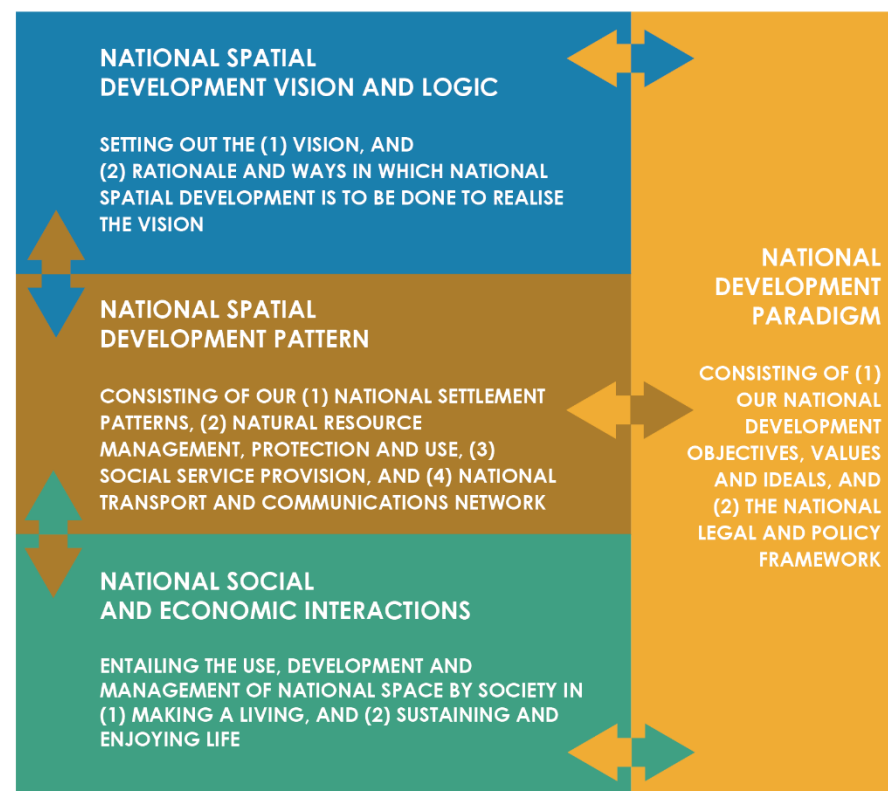 NATIONAL SPATIAL
DEVELOPMENT VISION AND LOGIC
SETTING OUT THE (1) VISION, AND
(2) RATIONALE AND WAYS IN WHICH NATIONAL
SPATIAL DEVELOPMENT IS TO BE DONE TO REALISE
THE VISION
NATIONAL SPATIAL
DEVELOPMENT PATTERN
CONSISTING OF OUR (1) NATIONAL SETTLEMENT
PATTERNS, (2) NATURAL RESOURCE
MANAGEMENT, PROTECTION AND USE, (3)
SOCIAL SERVICE PROVISION, AND (4) NATIONAL
TRANSPORT AND COMMUNICATIONS NETWORK
NATIONAL SOCIAL
AND ECONOMIC INTERACTIONS
ENTAILING THE USE, DEVELOPMENT AND
MANAGEMENT OF NATIONAL SPACE BY SOCIETY IN
(1) MAKING A LIVING, AND (2) SUSTAINING AND
ENJOYING LIFE
NATIONAL
DEVELOPMENT
PARADIGM
CONSISTING OF (1)
OUR NATIONAL
DEVELOPMENT
OBJECTIVES, VALUES
AND IDEALS, AND
(2) THE NATIONAL
LEGAL AND POLICY
FRAMEWORK